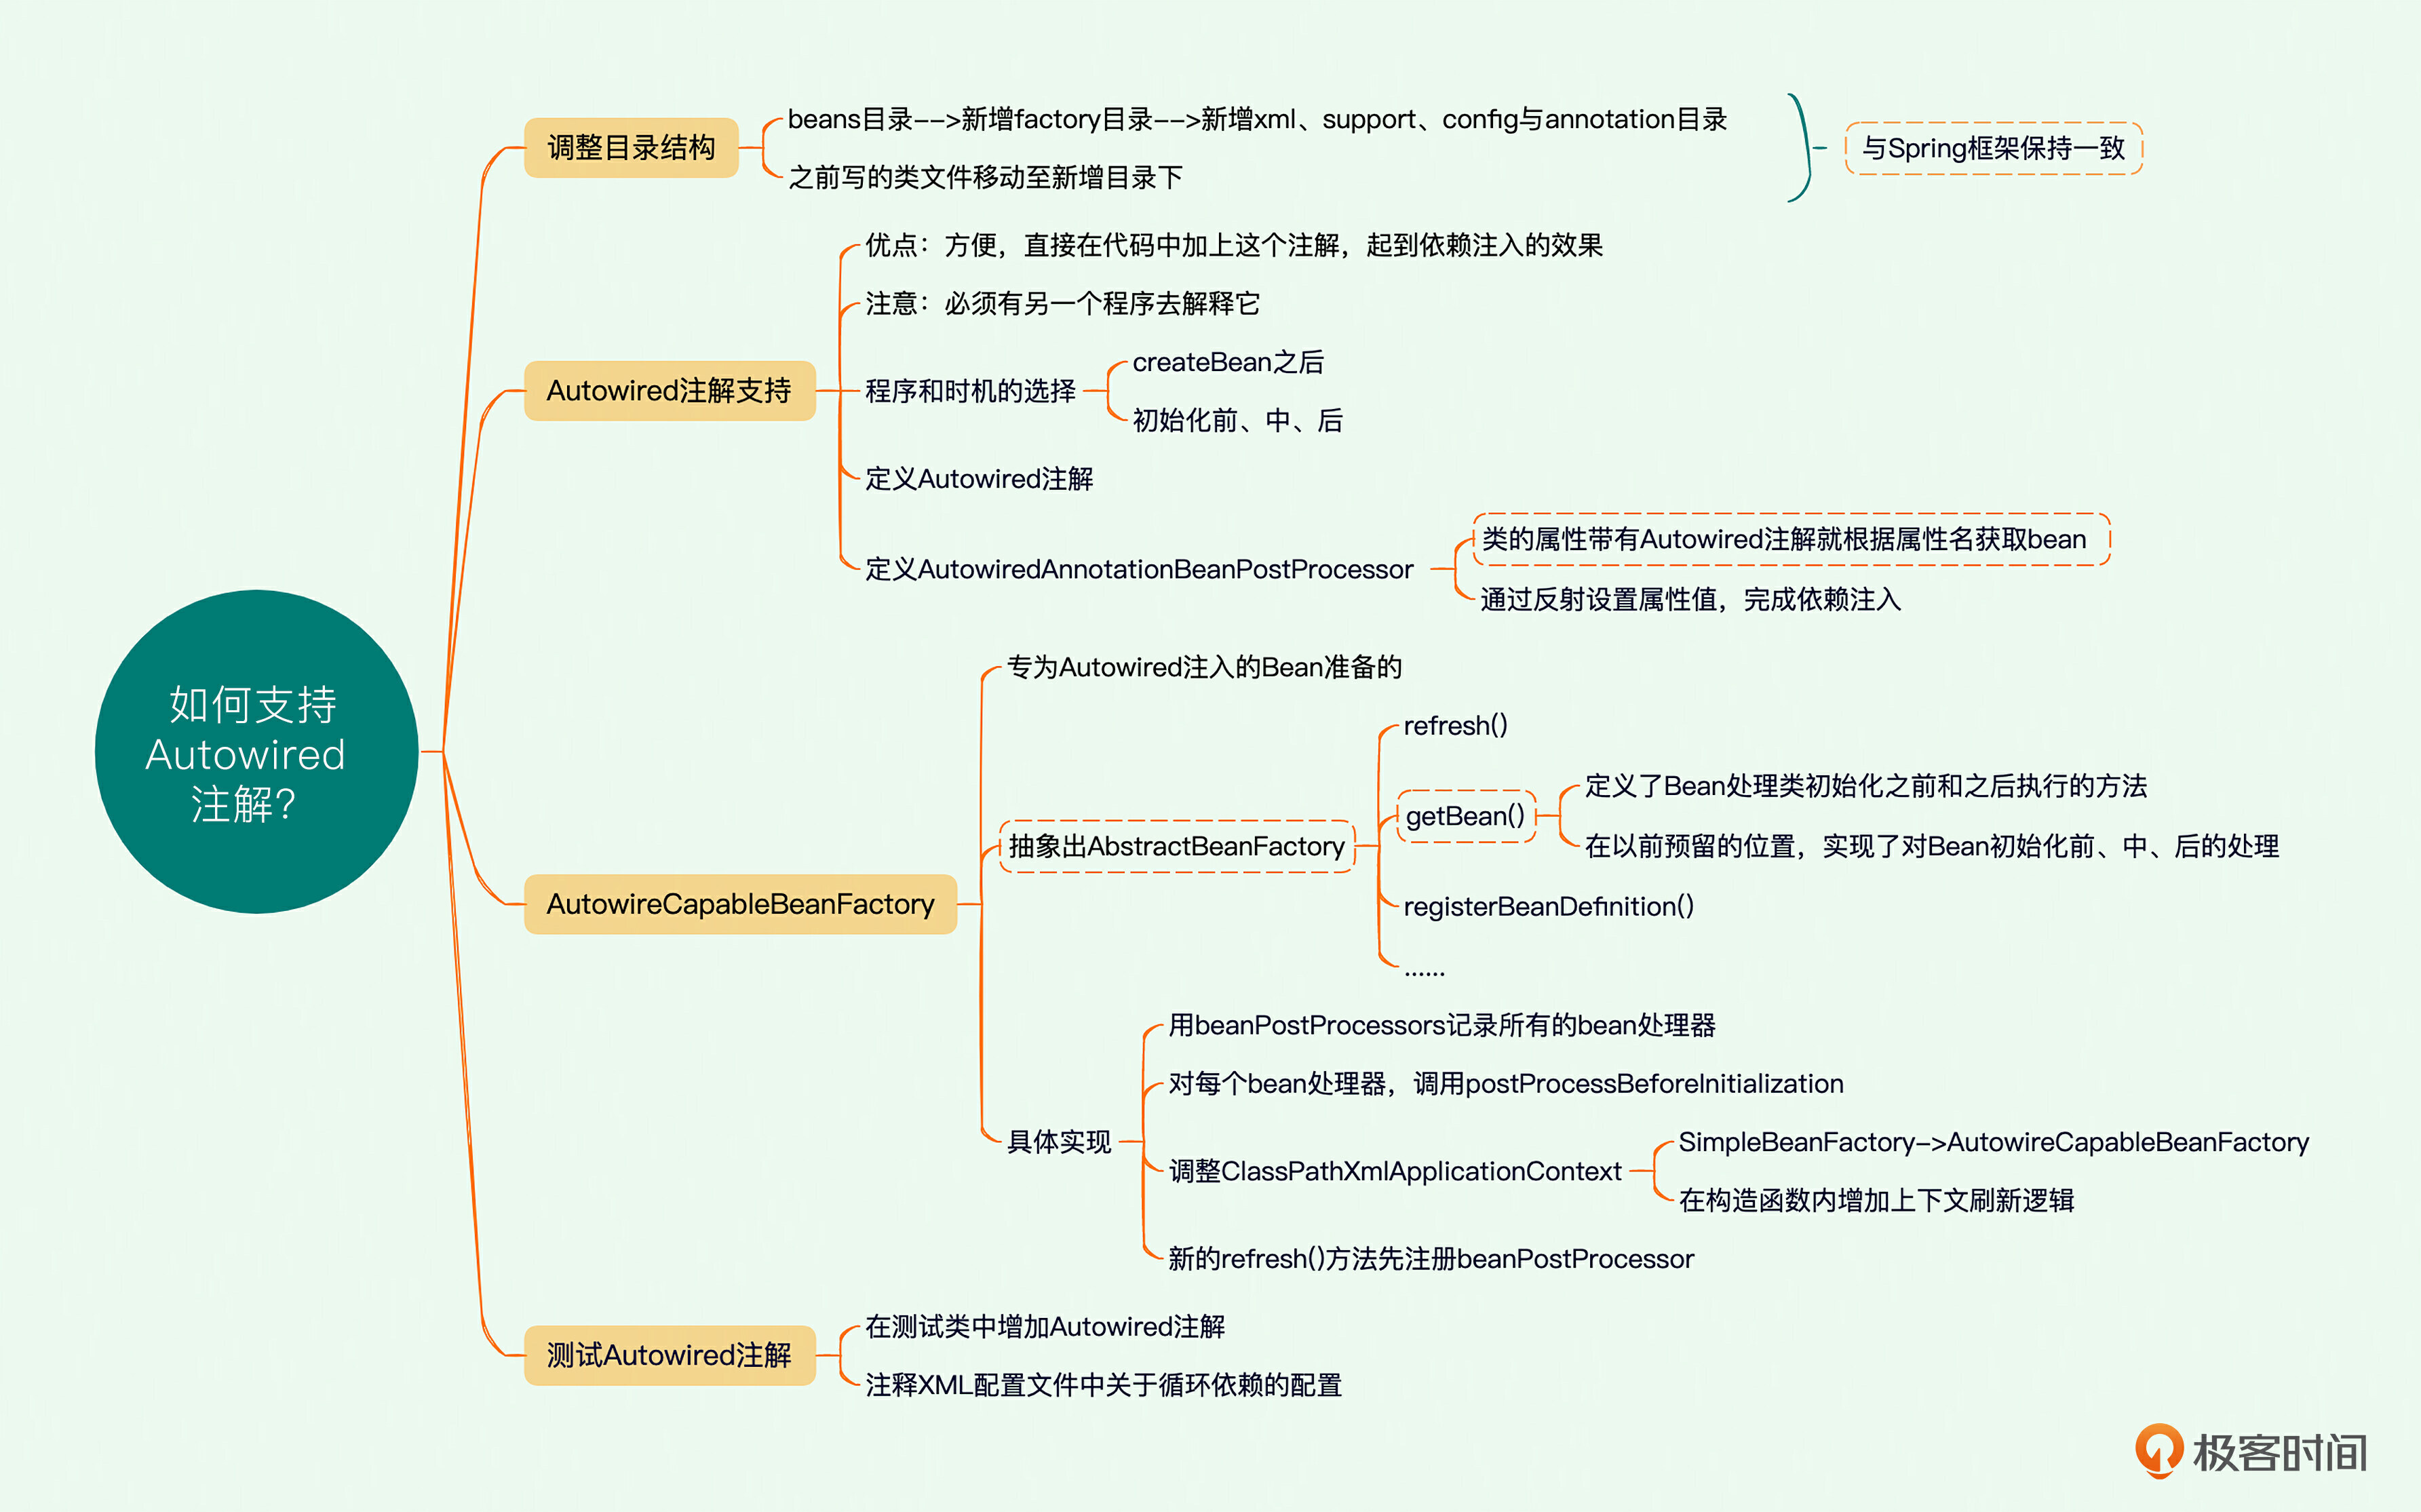 如何支持
Autowired
注解？
调整目录结构
beans目录-->新增factory目录-->新增xml、support、config与annotation目录
之前写的类文件移动至新增目录下
与Spring框架保持一致
Autowired注解支持
优点：方便，直接在代码中加上这个注解，起到依赖注入的效果
注意：必须有另一个程序去解释它
程序和时机的选择
createBean之后
初始化前、中、后
定义Autowired注解
定义AutowiredAnnotationBeanPostProcessor
类的属性带有Autowired注解就根据属性名获取bean
通过反射设置属性值，完成依赖注入
AutowireCapableBeanFactory
专为Autowired注入的Bean准备的
抽象出AbstractBeanFactory
refresh()
getBean()
定义了Bean处理类初始化之前和之后执行的方法
在以前预留的位置，实现了对Bean初始化前、中、后的处理
registerBeanDefinition()
......
具体实现
用beanPostProcessors记录所有的bean处理器
对每个bean处理器，调用postProcessBeforeInitialization
调整ClassPathXmlApplicationContext
SimpleBeanFactory->AutowireCapableBeanFactory
在构造函数内增加上下文刷新逻辑
新的refresh()方法先注册beanPostProcessor
测试Autowired注解
在测试类中增加Autowired注解
注释XML配置文件中关于循环依赖的配置
极客时间